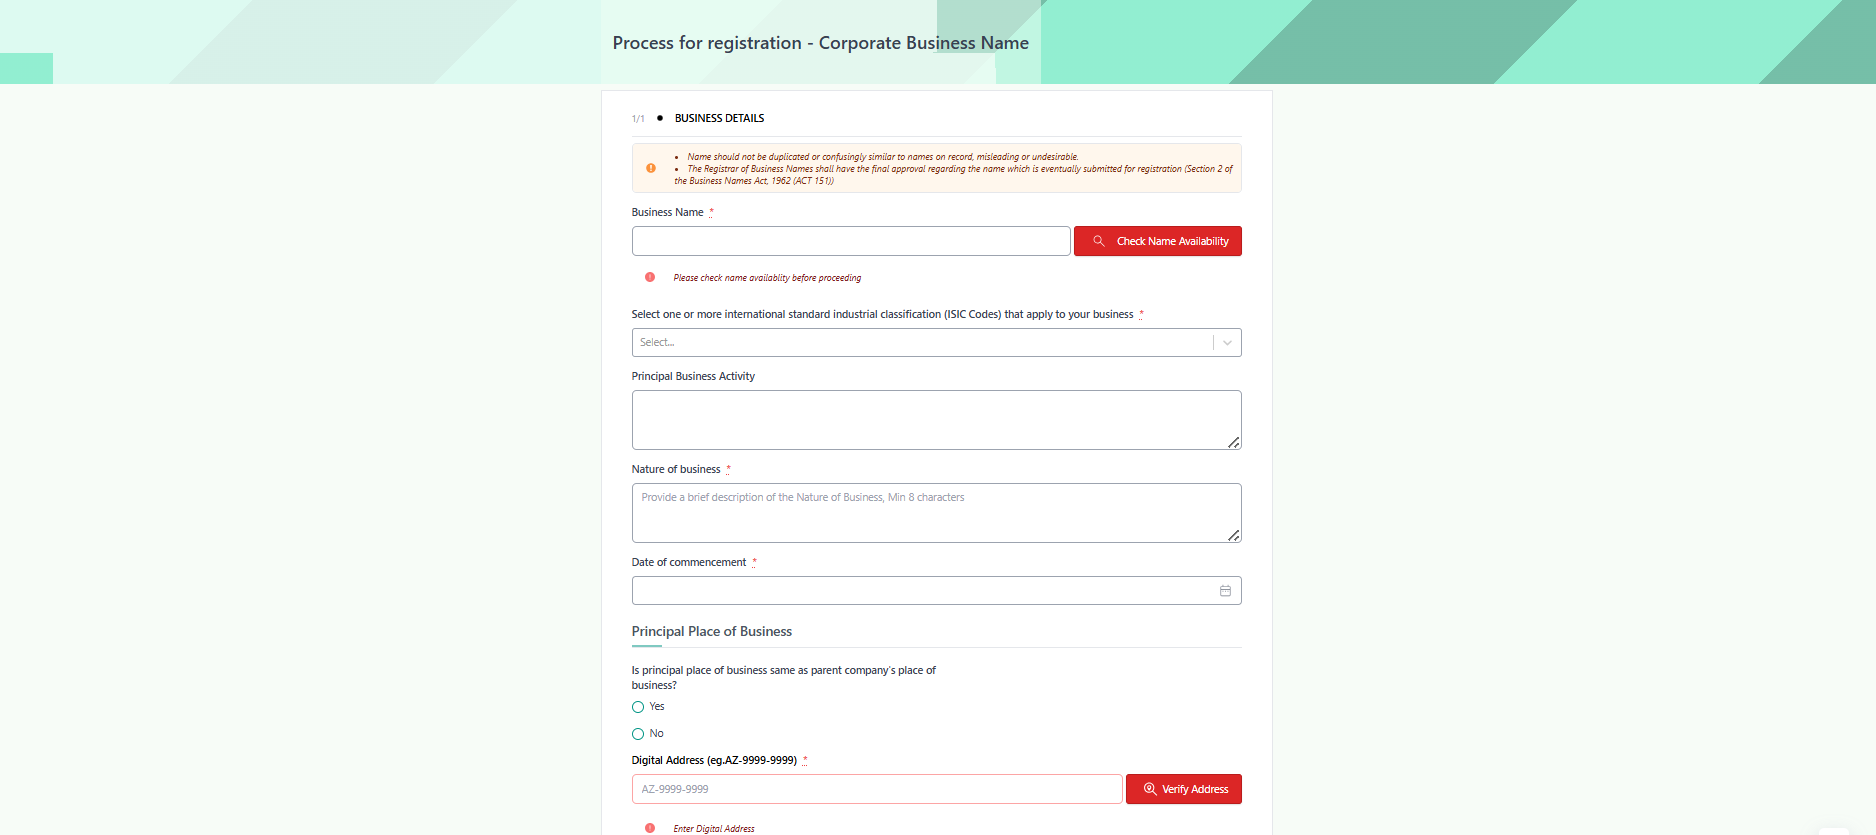 Process for registration - Corporate Business Name
1/1 ● BUSINESS DETAILS
• Name should not be duplicated or confusingly similar to names on record, misleading or undesirable.
• The Registrar of Business Names shall have the final approval regarding the name which is eventually submitted for registration (Section 2 of
the Business Names Act, 1962 (ACT 151))
Business Name *
Check Name Availability
Please check name availablity before proceeding
Select one or more international standard industrial classification (ISIC Codes) that apply to your business *
Select...
Principal Business Activity
Nature of business *
Provide a brief description of the Nature of Business, Min 8 characters
Date of commencement *
Principal Place of Business
Is principal place of business same as parent company's place of
business?
Yes
No
Digital Address (eg.AZ-9999-9999) *
AZ-9999-9999
Verify Address
Enter Digital Address